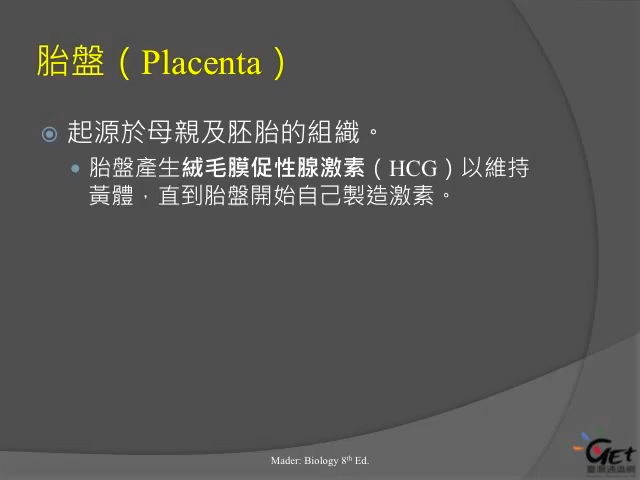 胎盤（Placenta）
起源於母親及胚胎的組織。
胎盤產生絨毛膜促性腺激素（HCG）以維持
黃體，直到胎盤開始自己製造激素。
Mader: Biology 8th Ed.
GET